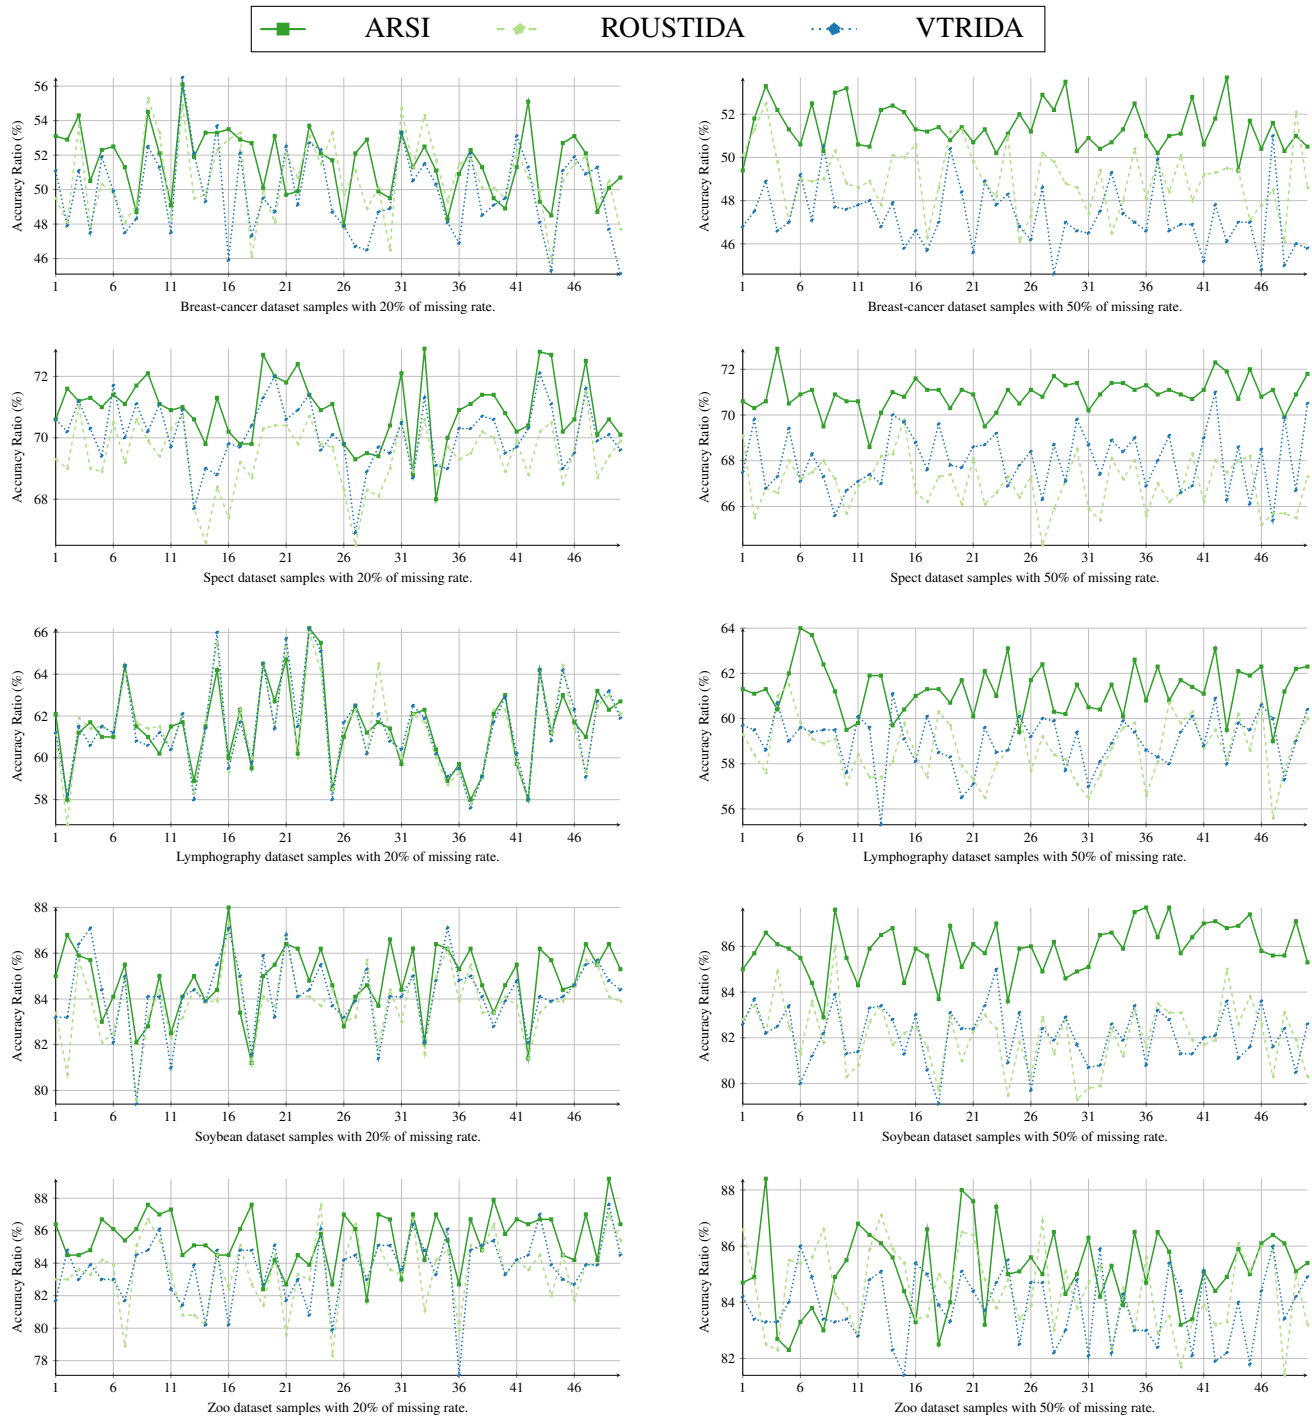 ARSI ROUSTIDA VTRIDA
Accuracy Ratio (%)
56
54
52
50
48
46
1 6 11 16 21 26 31 36 41 46
Breast-cancer dataset samples with 20% of missing rate.
Accuracy Ratio (%)
52
50
48
46
1 6 11 16 21 26 31 36 41 46
Breast-cancer dataset samples with 50% of missing rate.
Accuracy Ratio (%)
72
70
68
1 6 11 16 21 26 31 36 41 46
Spect dataset samples with 20% of missing rate.
Accuracy Ratio (%)
72
70
68
66
1 6 11 16 21 26 31 36 41 46
Spect dataset samples with 50% of missing rate.
Accuracy Ratio (%)
66
64
62
60
58
1 6 11 16 21 26 31 36 41 46
Lymphography dataset samples with 20% of missing rate.
Accuracy Ratio (%)
64
62
60
58
56
1 6 11 16 21 26 31 36 41 46
Lymphography dataset samples with 50% of missing rate.
Accuracy Ratio (%)
88
86
84
82
80
1 6 11 16 21 26 31 36 41 46
Soybean dataset samples with 20% of missing rate.
Accuracy Ratio (%)
86
84
82
80
1 6 11 16 21 26 31 36 41 46
Soybean dataset samples with 50% of missing rate.
Accuracy Ratio (%)
88
86
84
82
80
78
1 6 11 16 21 26 31 36 41 46
Zoo dataset samples with 20% of missing rate.
Accuracy Ratio (%)
88
86
84
82
1 6 11 16 21 26 31 36 41 46
Zoo dataset samples with 50% of missing rate.